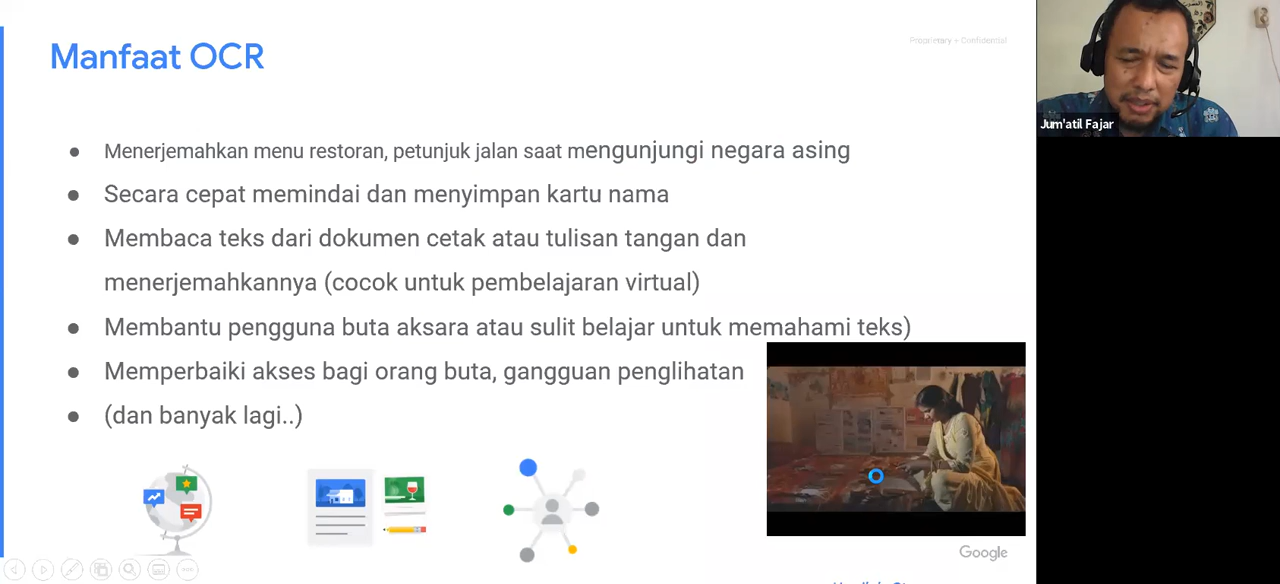 Manfaat OCR
Proprietary + Confidential
Jum'atil Fajar
● Menerjemahkan menu restoran, petunjuk jalan saat mengunjungi negara asing
● Secara cepat memindai dan menyimpan kartu nama
● Membaca teks dari dokumen cetak atau tulisan tangan dan
menerjemahkannya (cocok untuk pembelajaran virtual)
● Membantu pengguna buta aksara atau sulit belajar untuk memahami teks)
● Memperbaiki akses bagi orang buta, gangguan penglihatan
● (dan banyak lagi..)
Google